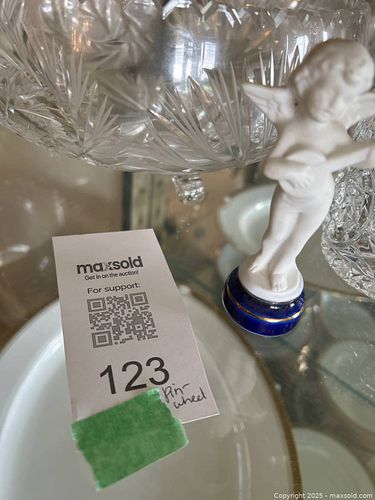 maxsold
Get in on the auction!
For support:
123
Pin-
wheel
Copyright 2025 - maxsold.com